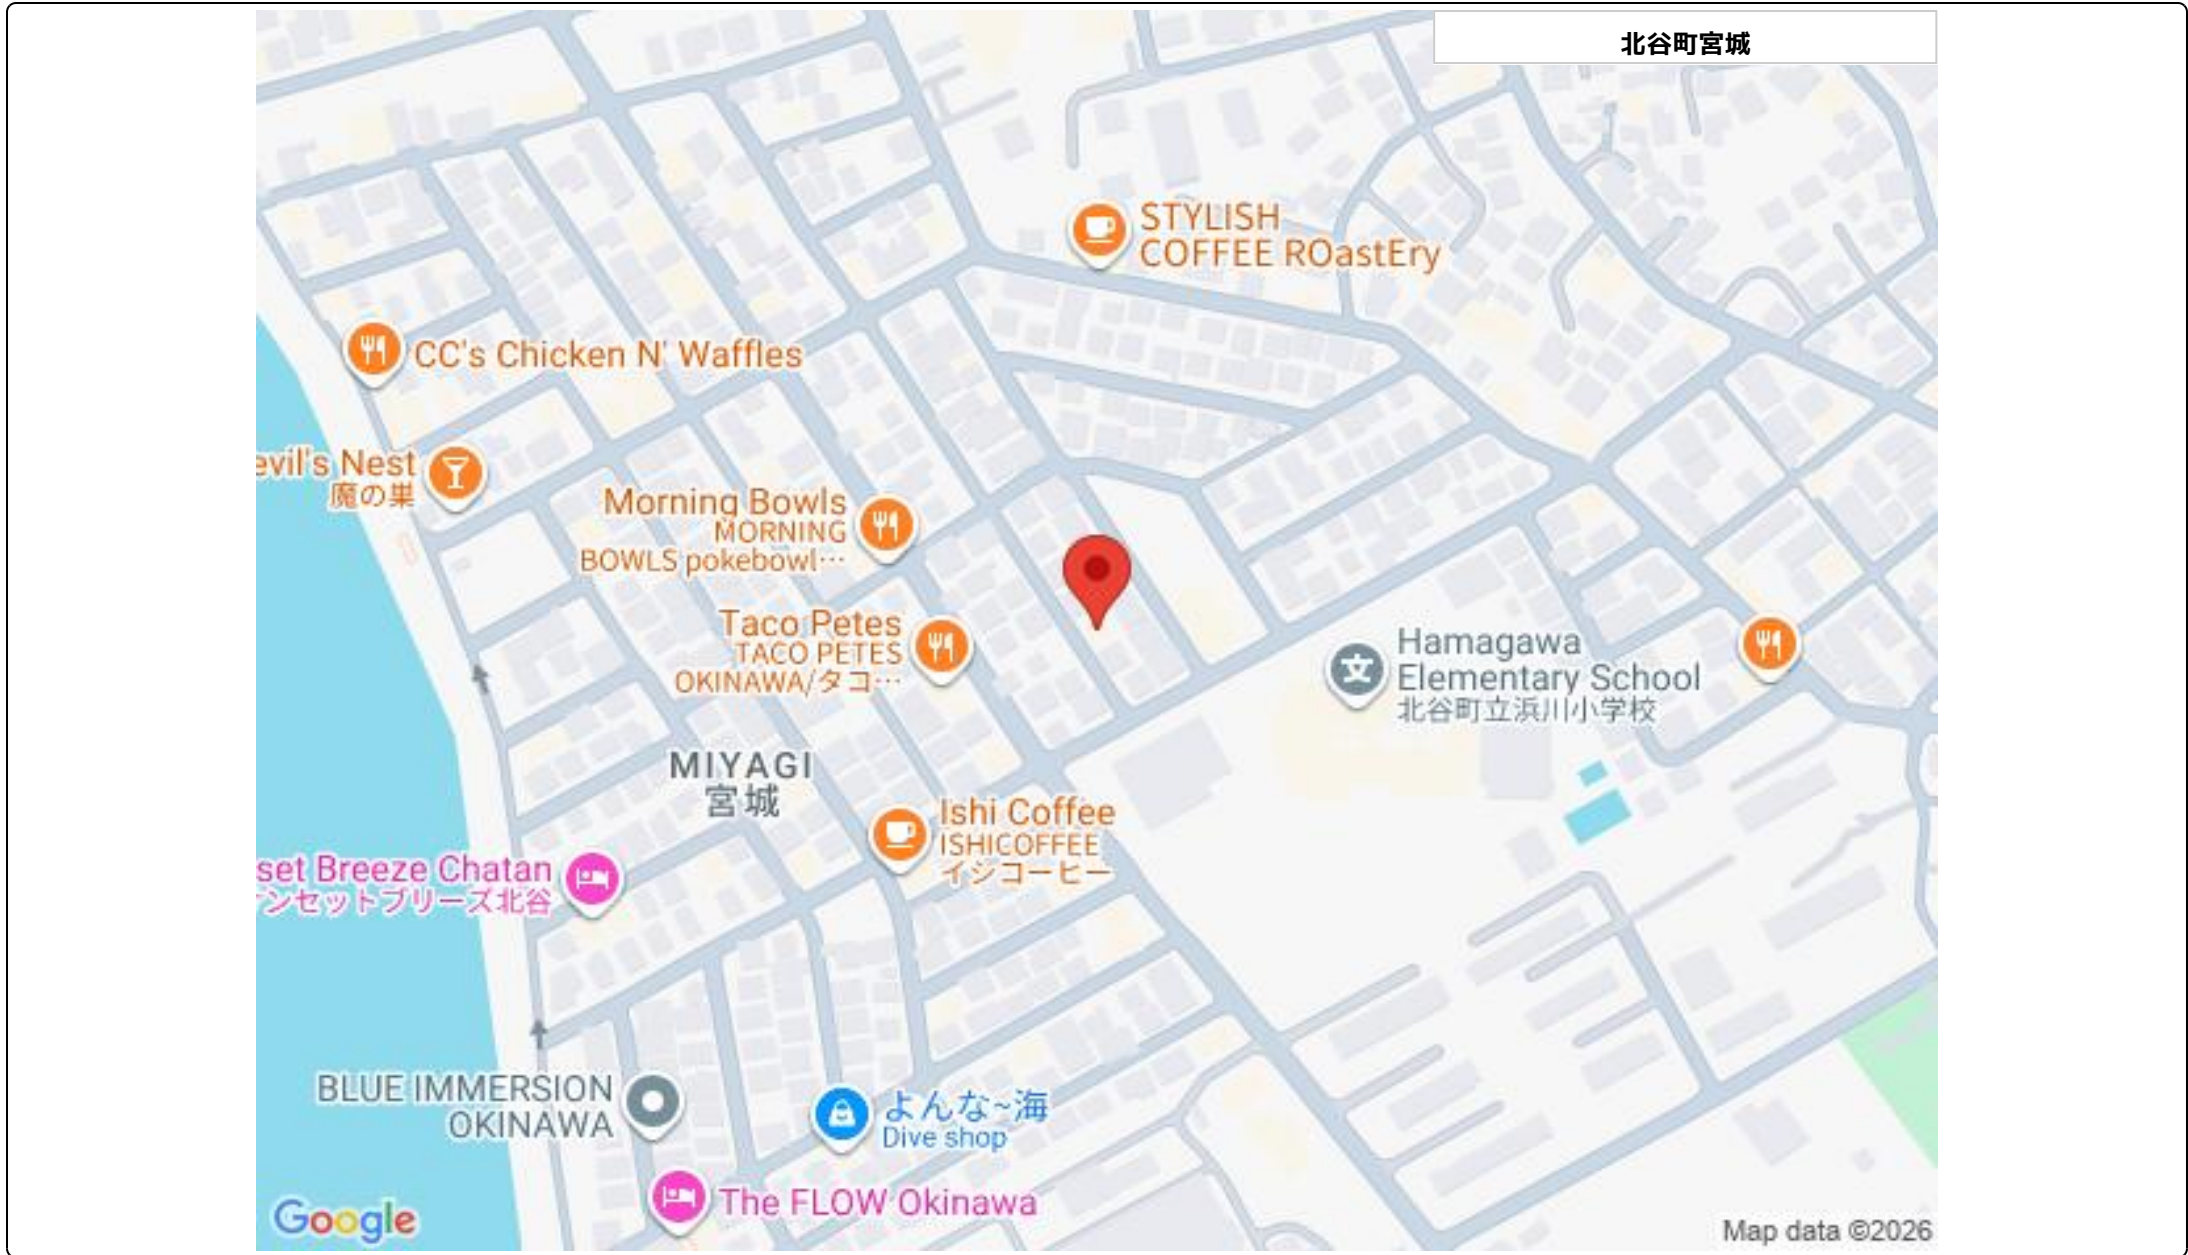 北谷町宮城
STYLISH
COFFEE ROastEry
CC's Chicken N' Waffles
evil's Nest
魔の巣
Morning Bowls
MORNING
BOWLS pokebowl…
Taco Petes
TACO PETES
OKINAWA/タコ…
Hamagawa
Elementary School
北谷町立浜川小学校
MIYAGI
宮城
Ishi Coffee
ISHICOFFEE
イシコーヒー
set Breeze Chatan
ンセットブリーズ北谷
BLUE IMMERSION
OKINAWA
よんな~海
Dive shop
The FLOW Okinawa
Google
Map data ©2026